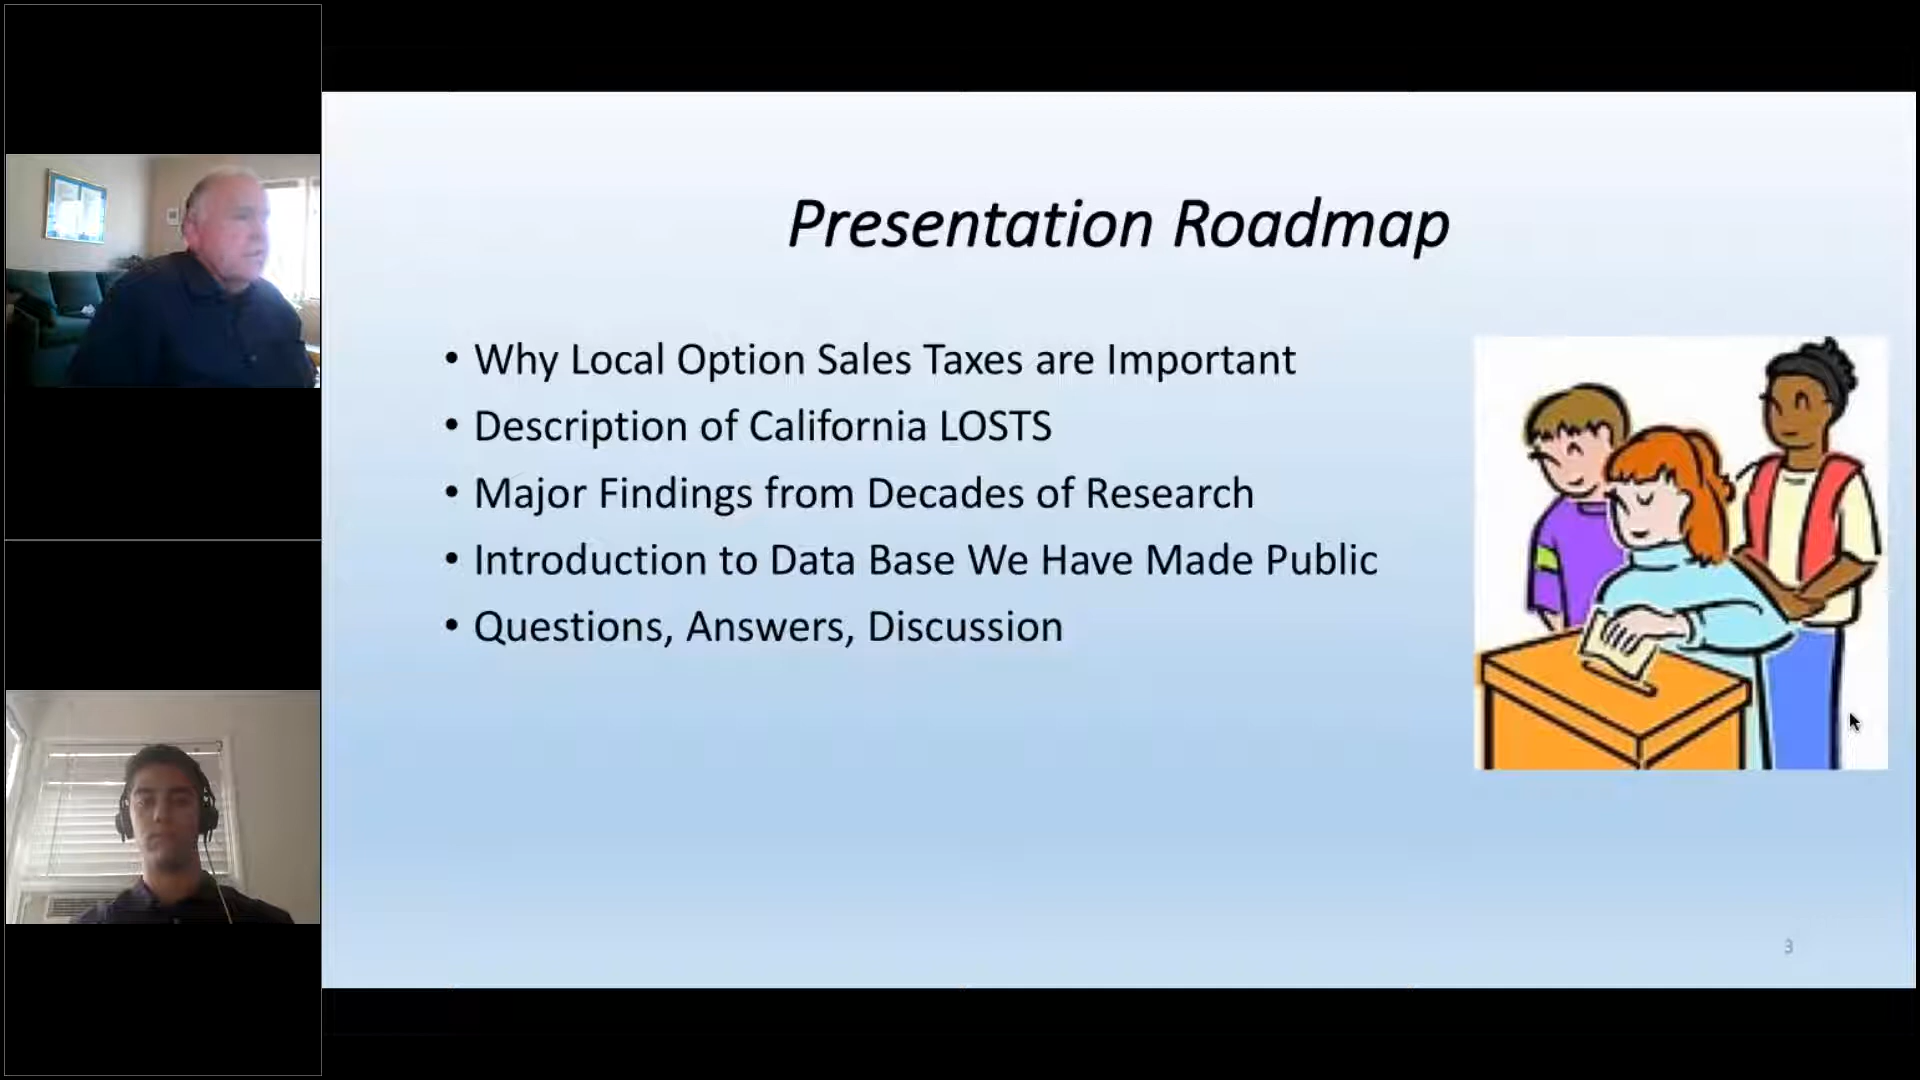 Presentation Roadmap
• Why Local Option Sales Taxes are Important
• Description of California LOSTS
• Major Findings from Decades of Research
• Introduction to Data Base We Have Made Public
• Questions, Answers, Discussion
3